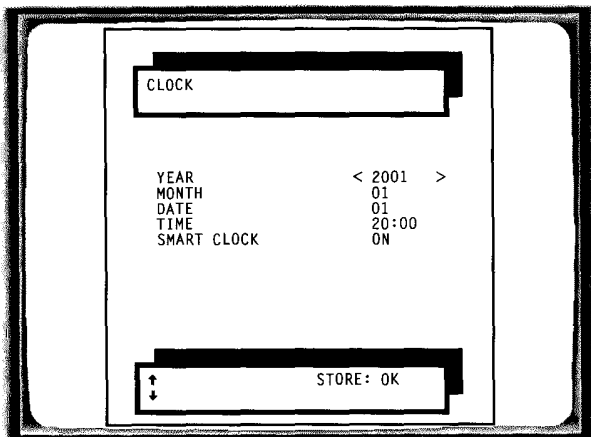 CLOCK
YEAR < 2001 >
MONTH 01
DATE 01
TIME 20:00
SMART CLOCK ON
↑ STORE: OK
↓